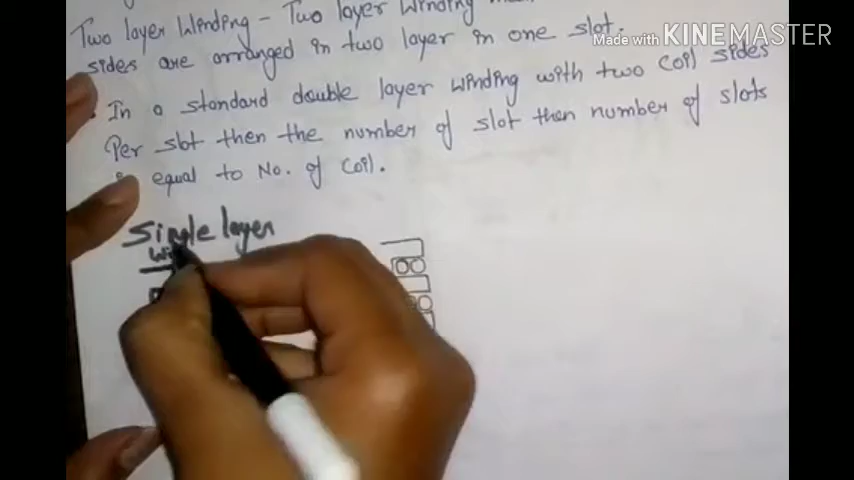 Two layer Winding - Two layer Winding
sides are arranged in two layer in one slot.
Made with KINEMASTER
In a standard double layer Winding with two Coil sides
Per slot then the number of slot then number of slots
equal to No. of Coil.
Single layer